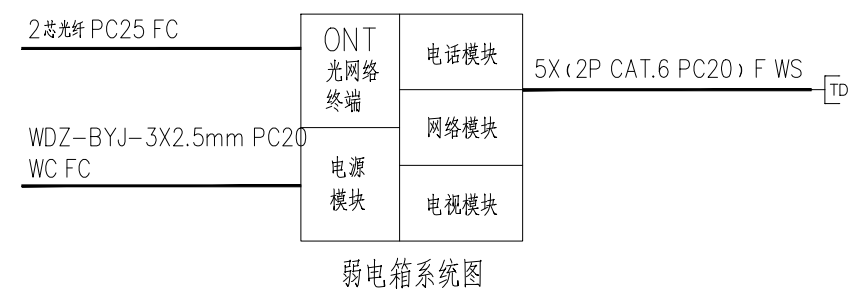 2芯光纤 PC25 FC
WDZ-BYJ-3X2.5mm PC20
WC FC
ONT
光网络
终端
电源
模块
电话模块
网络模块
电视模块
5X(2P CAT.6 PC20) F WS
TD
弱电箱系统图